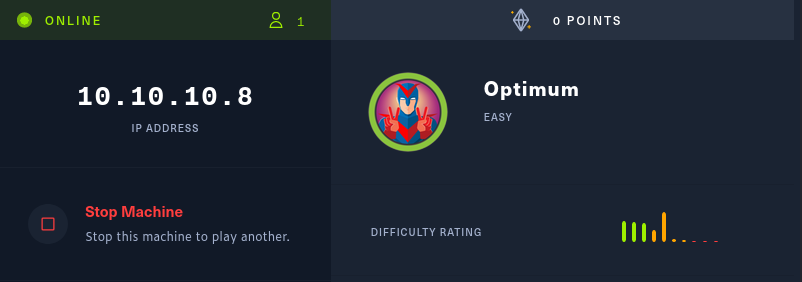 ONLINE
1
0 POINTS
10.10.10.8
IP ADDRESS
Optimum
EASY
Stop Machine
Stop this machine to play another.
DIFFICULTY RATING